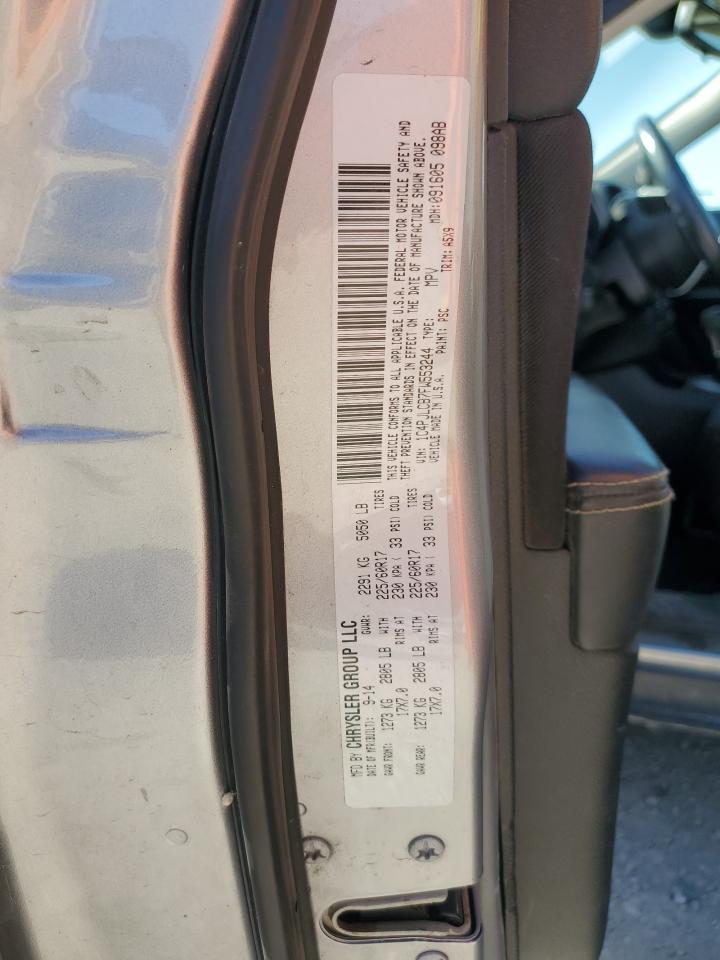 MFD BY CHRYSLER GROUP LLC
DATE OF MFR(BUILT): 9-14 GVWR: 2291 KG 5050 LB
GAWR FRONT: 1273 KG 2805 LB WITH 225/60R17 TIRES
17X7.0 RIMS AT 230 KPA ( 33 PSI) COLD
GAWR REAR: 1273 KG 2805 LB WITH 225/60R17 TIRES
17X7.0 RIMS AT 230 KPA ( 33 PSI) COLD
THIS VEHICLE CONFORMS TO ALL APPLICABLE U.S.A. FEDERAL MOTOR VEHICLE SAFETY AND
THEFT PREVENTION STANDARDS IN EFFECT ON THE DATE OF MANUFACTURE SHOWN ABOVE.
VIN: 1C4PJLCB7FW553244 TYPE: MPV MDH:091605 098AB
VEHICLE MADE IN U.S.A. PAINT: PSC TRIM: A5X9